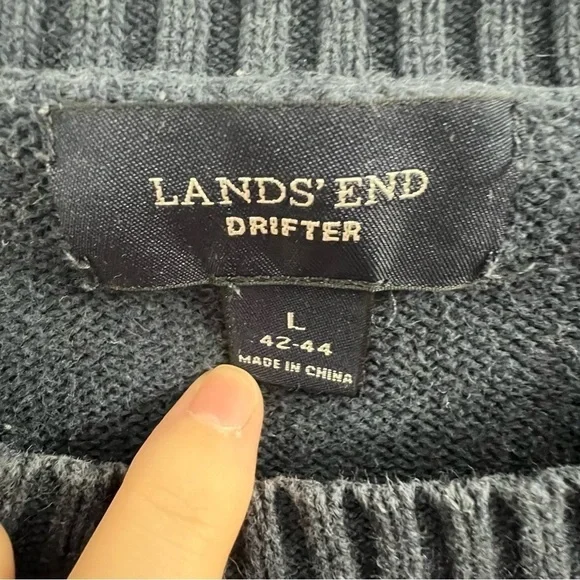 LANDS' END
DRIFTER
L
42-44
MADE IN CHINA